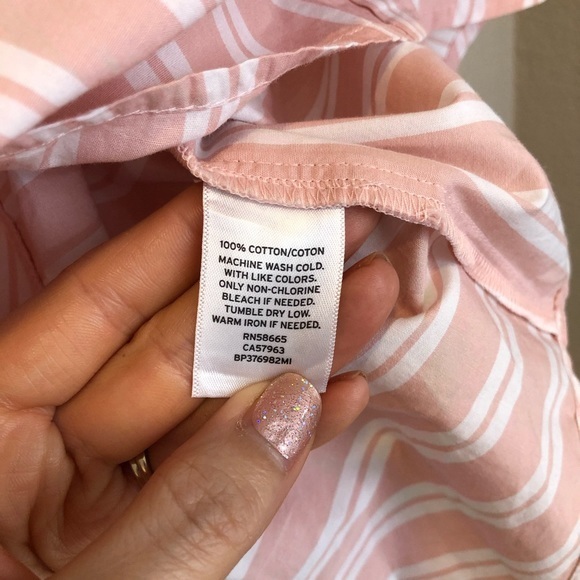 100% COTTON/COTON
MACHINE WASH COLD.
WITH LIKE COLORS.
ONLY NON-CHLORINE
BLEACH IF NEEDED.
TUMBLE DRY LOW.
WARM IRON IF NEEDED.
RN58665
CA57963
BP376982MI